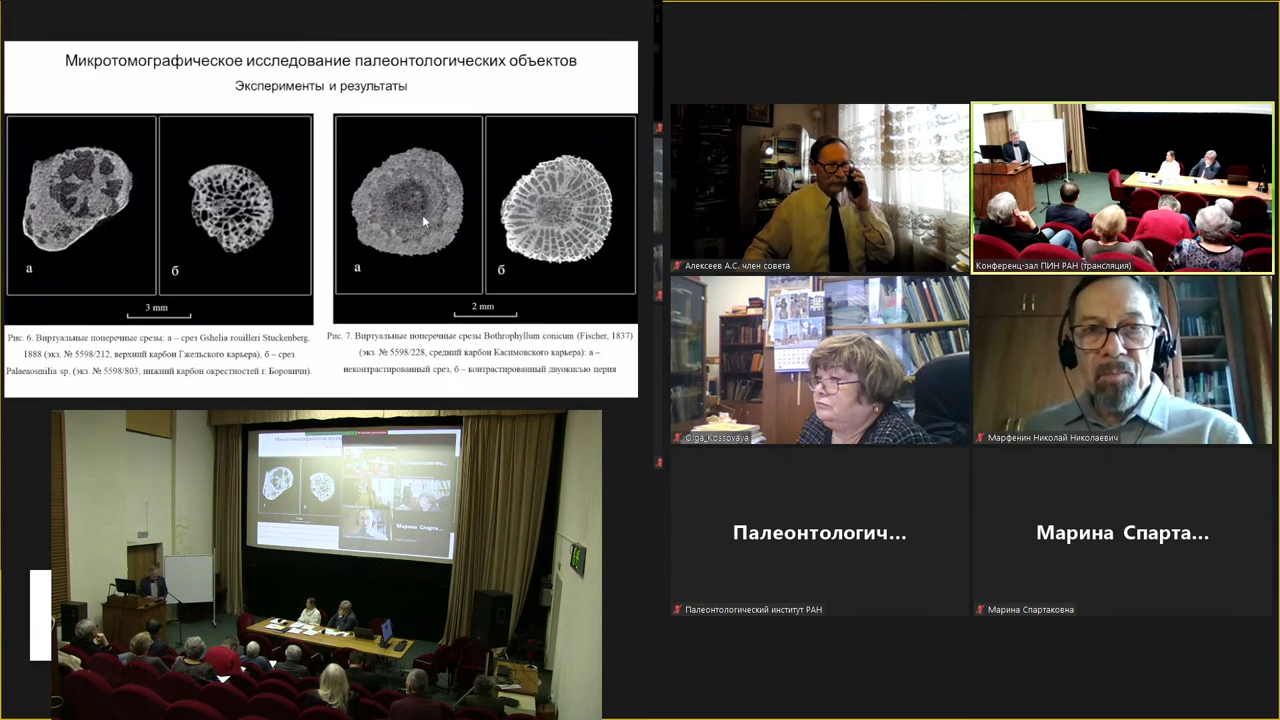 Микротомографическое исследование палеонтологических объектов
Эксперименты и результаты
а
б
3 mm
а
б
2 mm
Рис. 6. Виртуальные поперечные срезы: а – срез Gshelia rouilleri Stuckenberg,
1888 (экз. № 5598/212, верхний карбон Гжельского карьера), б – срез
Palaeaosmilia sp. (экз. № 5598/803, нижний карбон окрестностей г. Боровичи).
Рис. 7. Виртуальные поперечные срезы Bothrophyllum conicum (Fischer, 1837)
(экз. № 5598/228, средний карбон Касимовского карьера): а –
неконтрастированный срез, б – контрастированный двуокисью церия
Алексеев А.С. член совета
Конференц-зал ПИН РАН (трансляция)
Olga_Kossovaya
Марфенин Николай Николаевич
Палеонтологич...
Марина Спарта...
Палеонтологический институт РАН
Марина Спартаковна
Палеонтологич...
Марина Спарта...